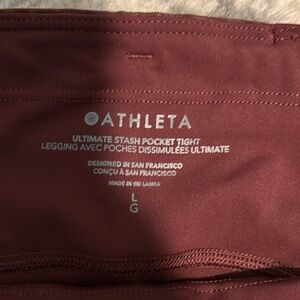 ATHLETA
ULTIMATE STASH POCKET TIGHT
LEGGING AVEC POCHES DISSIMULÉES ULTIMATE
DESIGNED IN SAN FRANCISCO
CONÇU À SAN FRANCISCO
MADE IN SRI LANKA
L
G